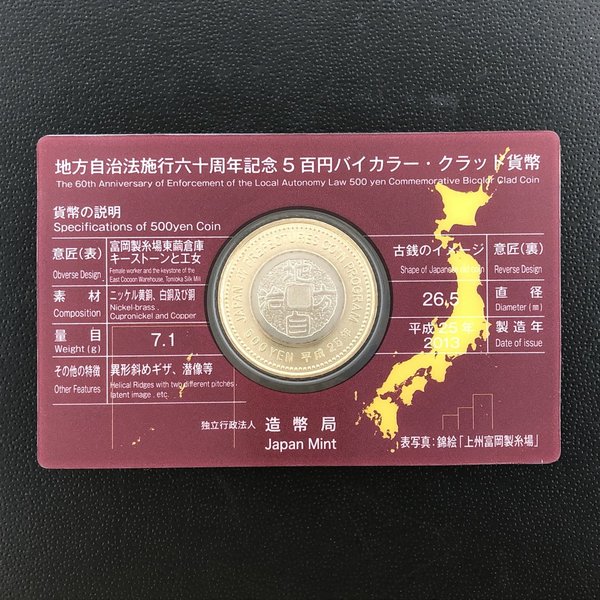 地方自治法施行六十周年記念5百円バイカラー・クラッド貨幣
The 60th Anniversary of Enforcement of the Local Autonomy Law 500 yen Commemorative Bicolor Clad Coin
貨幣の説明
Specifications of 500yen Coin
意匠(表)
Obverse Design
富岡製糸場東繭倉庫
キーストーンと工女
Female worker and the keystone of the
East Cocoon Warehouse, Tomioka Silk Mill
素材
Composition
ニッケル黄銅、白銅及び銅
Nickel-brass,
Cupronickel and Copper
量目
Weight (g)
7.1
その他の特徴
Other Features
異形斜めギザ、潜像等
Helical Ridges with two different pitches,
latent image, etc.
古銭のイメージ
Shape of Japanese old coin
意匠(裏)
Reverse Design
26.5
直径
Diameter (m)
平成25年
2013
製造年
Date of issue
地方自治
500 YEN 平成25年
独立行政法人 造幣局
Japan Mint
表写真:錦絵「上州富岡製糸場」